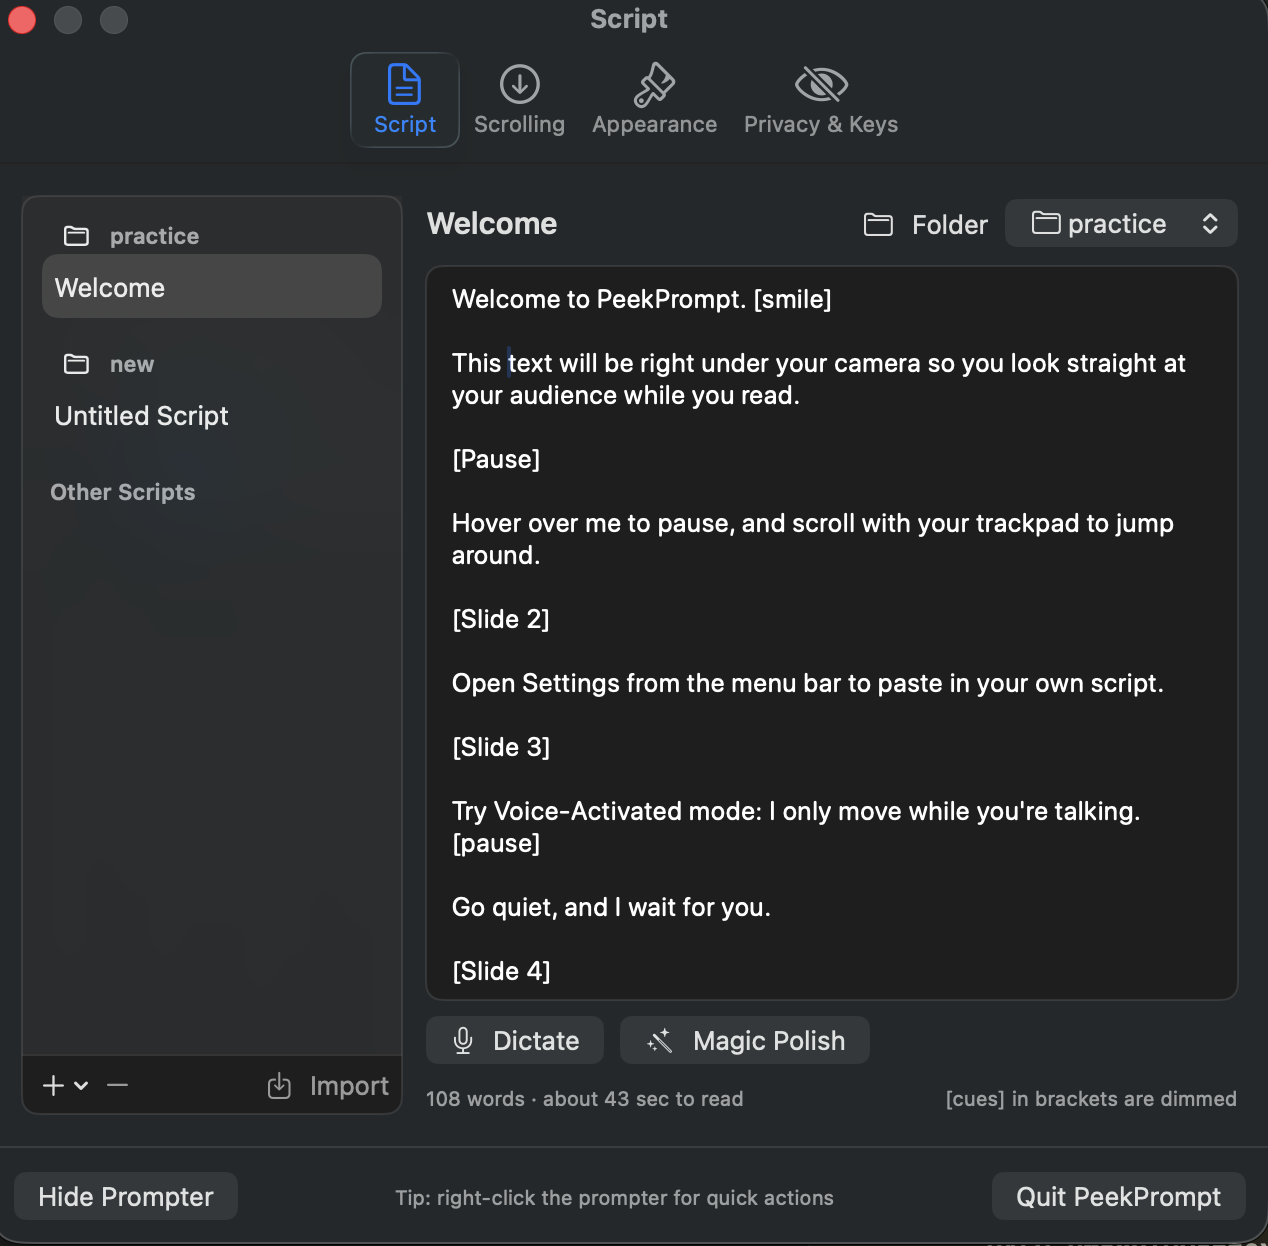 Script
Script
Scrolling
Appearance
Privacy & Keys
practice
Welcome
new
Untitled Script
Other Scripts
Import
Welcome
Folder
practice
Welcome to PeekPrompt. [smile]
This text will be right under your camera so you look straight at
your audience while you read.
[Pause]
Hover over me to pause, and scroll with your trackpad to jump
around.
[Slide 2]
Open Settings from the menu bar to paste in your own script.
[Slide 3]
Try Voice-Activated mode: I only move while you're talking.
[pause]
Go quiet, and I wait for you.
[Slide 4]
Dictate
Magic Polish
108 words · about 43 sec to read
[cues] in brackets are dimmed
Hide Prompter
Tip: right-click the prompter for quick actions
Quit PeekPrompt